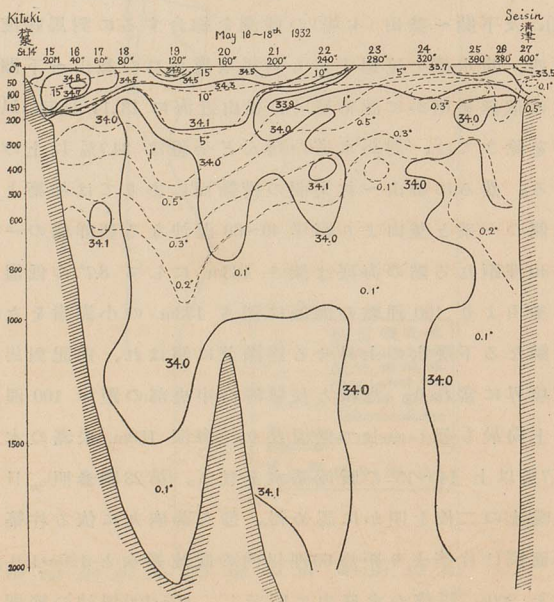 Kituki Seisin
杵築 May 16~18th 1932 清津
St.14 15 16 17 18 19 20 21 22 23 24 25 26 27
20M 40° 60° 80° 120° 160° 200° 240° 280° 320° 360° 390° 400°
0m 34.8 34.5 34.0 15° 34.5 10° 34.5 5° 33.7 33.5
50 15° 34.7 34.3 0.1°
100 10° 33.9 1° 0.3° 0.5°
150 34.0 34.1 0.5° 34.0
200 5° 34.0 0.3°
300 1° 34.0
400 34.1 0.1° 34.0
500 0.5°
600 34.1 0.3° 34.0 0.2°
800 0.1° 0.1°
0.2°
1000 0.1°
34.0 34.0 34.0
1500
0.1° 34.1
2000